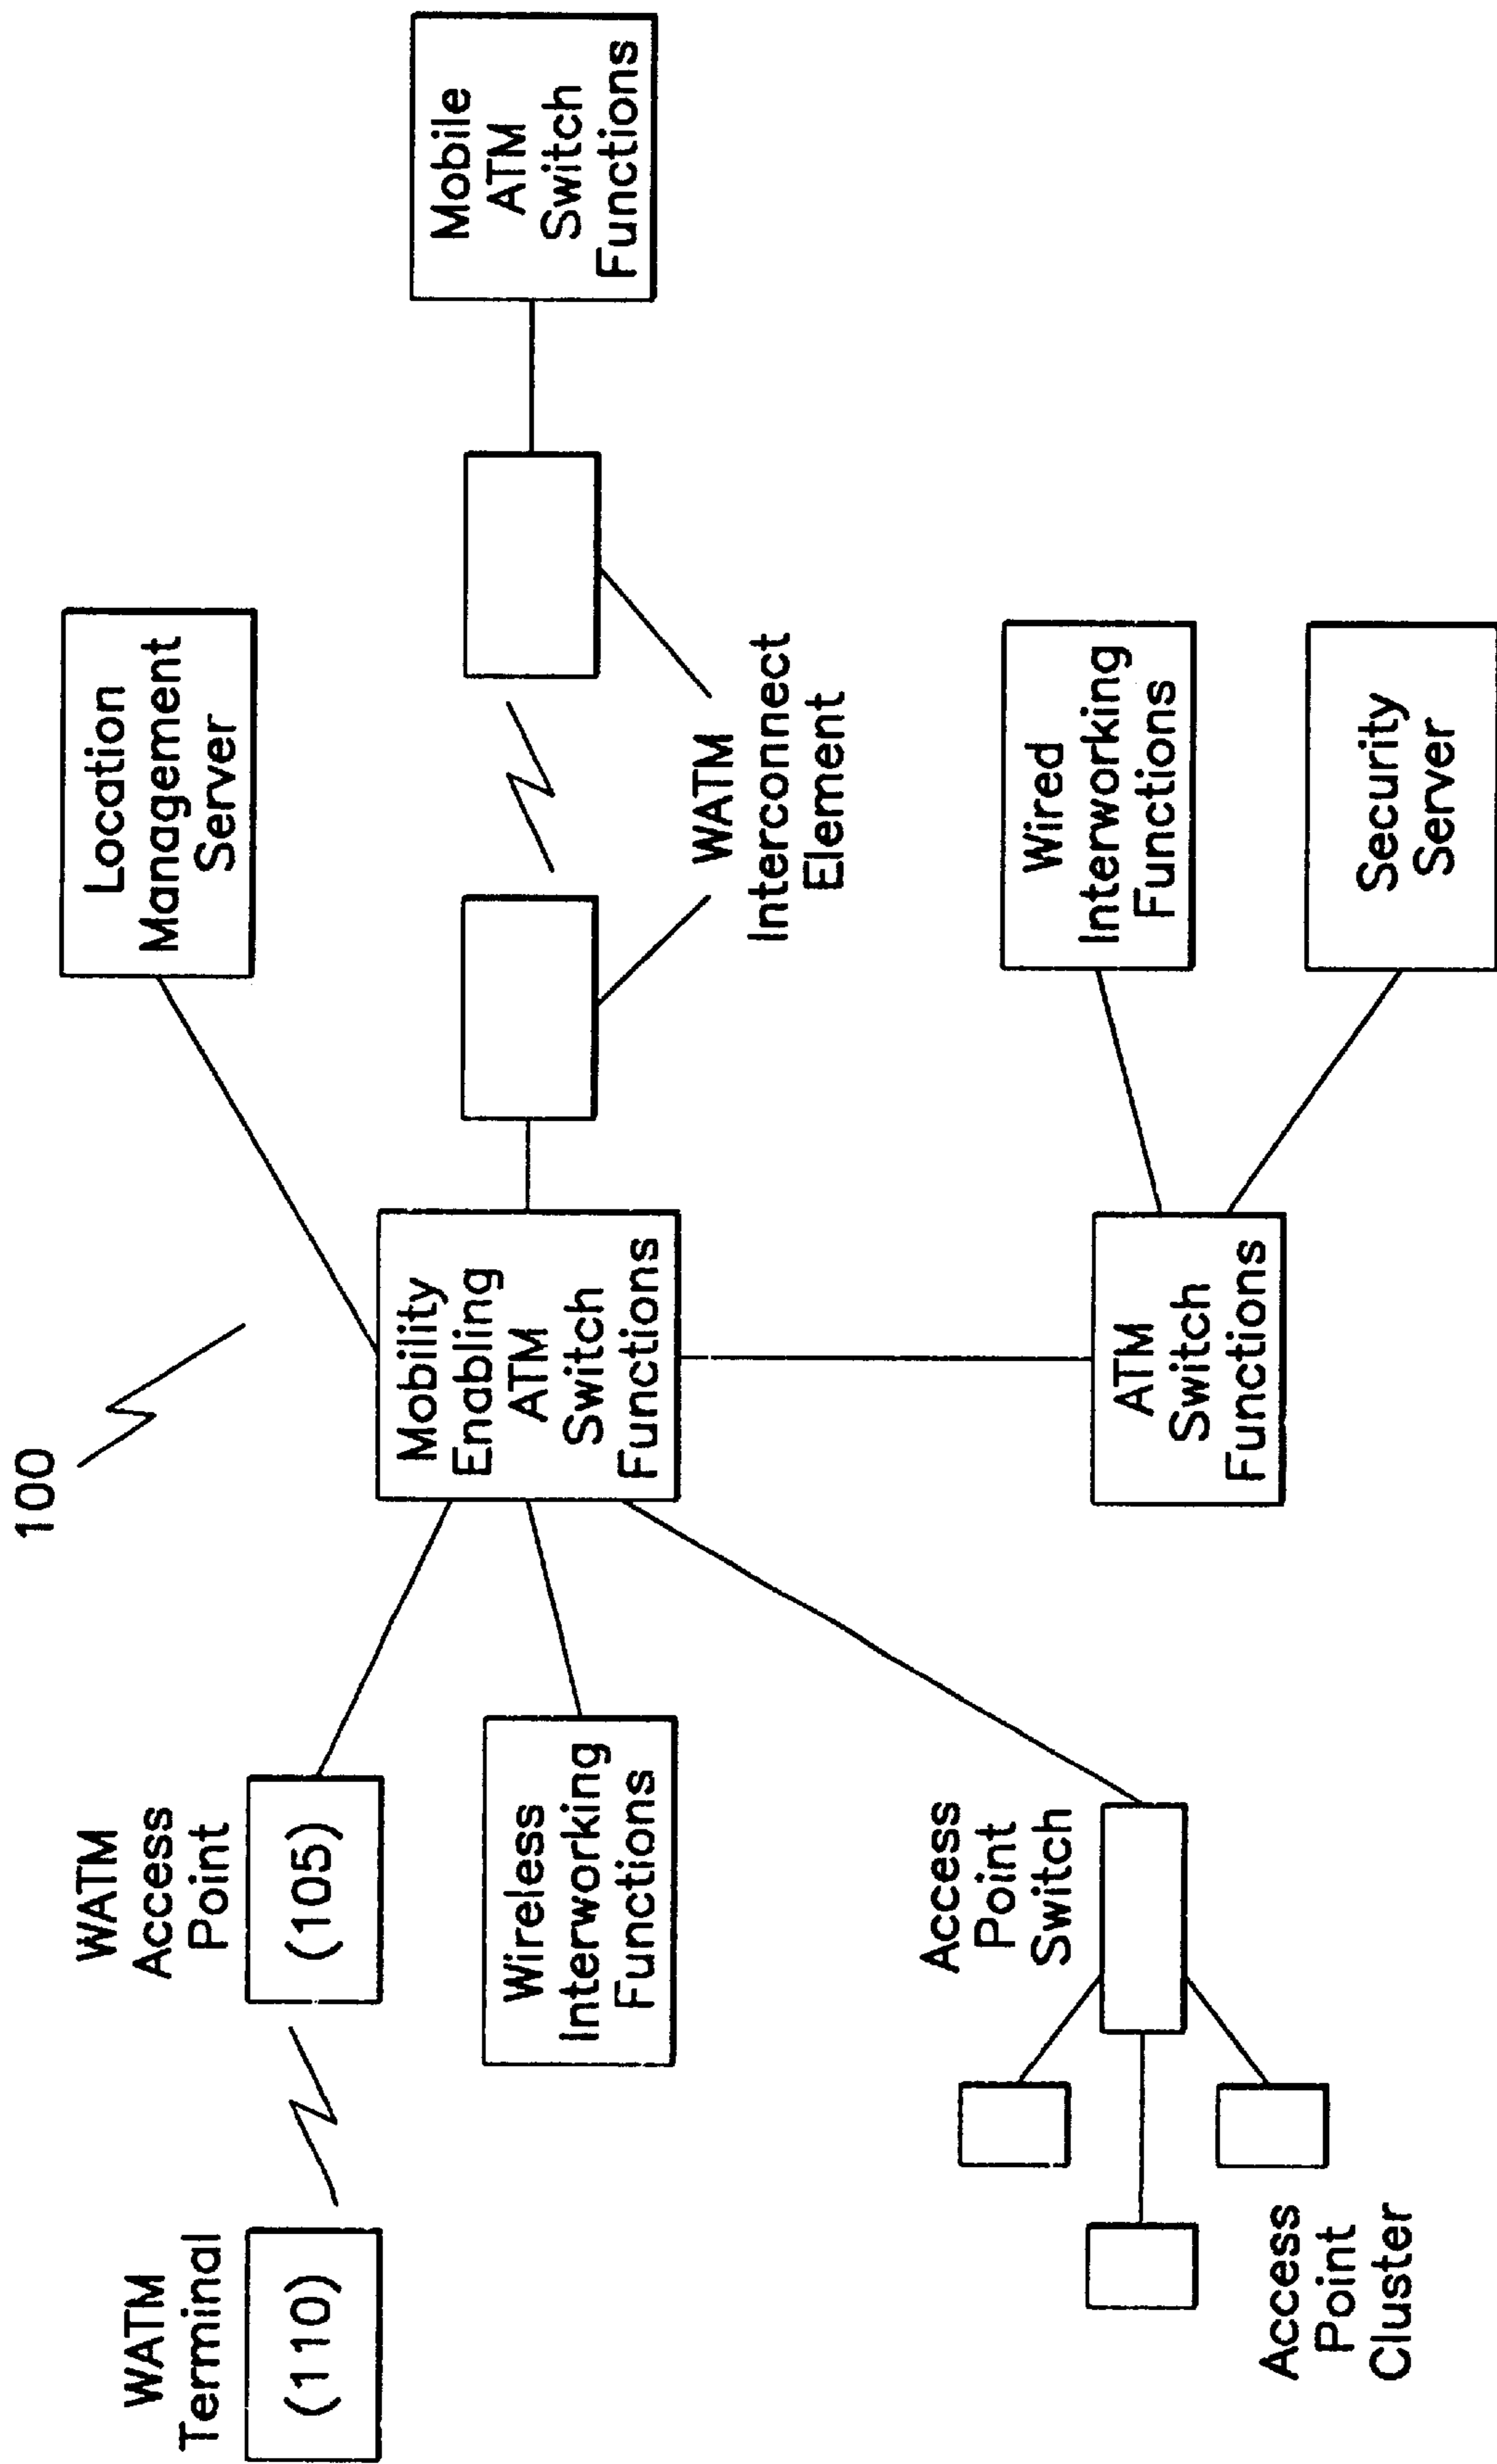 100
WATM
Terminal
(110)
WATM
Access
Point
(105)
Wireless
Interworking
Functions
Access
Point
Switch
Access
Point
Cluster
Mobility
Enabling
ATM
Switch
Functions
Location
Management
Server
WATM
Interconnect
Element
Mobile
ATM
Switch
Functions
ATM
Switch
Functions
Wired
Interworking
Functions
Security
Server